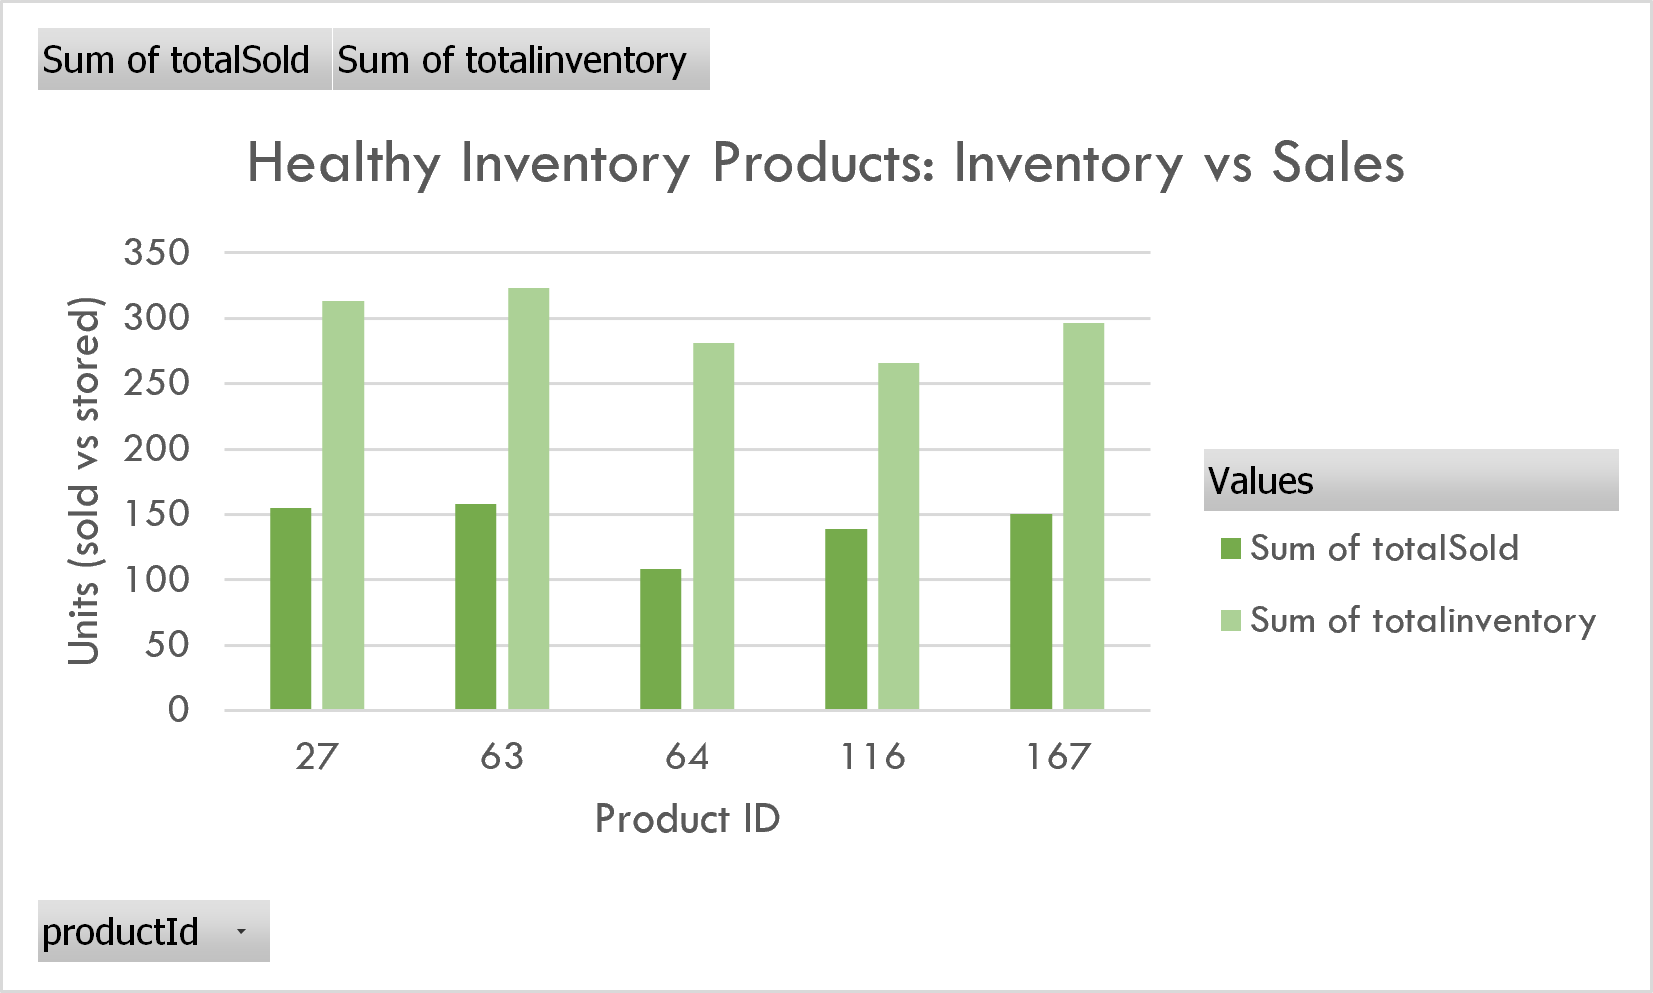 Sum of totalSold Sum of totalinventory
Healthy Inventory Products: Inventory vs Sales
350
300
250
200
150
100
50
0
Units (sold vs stored)
27 63 64 116 167
Product ID
Values
Sum of totalSold
Sum of totalinventory
productId